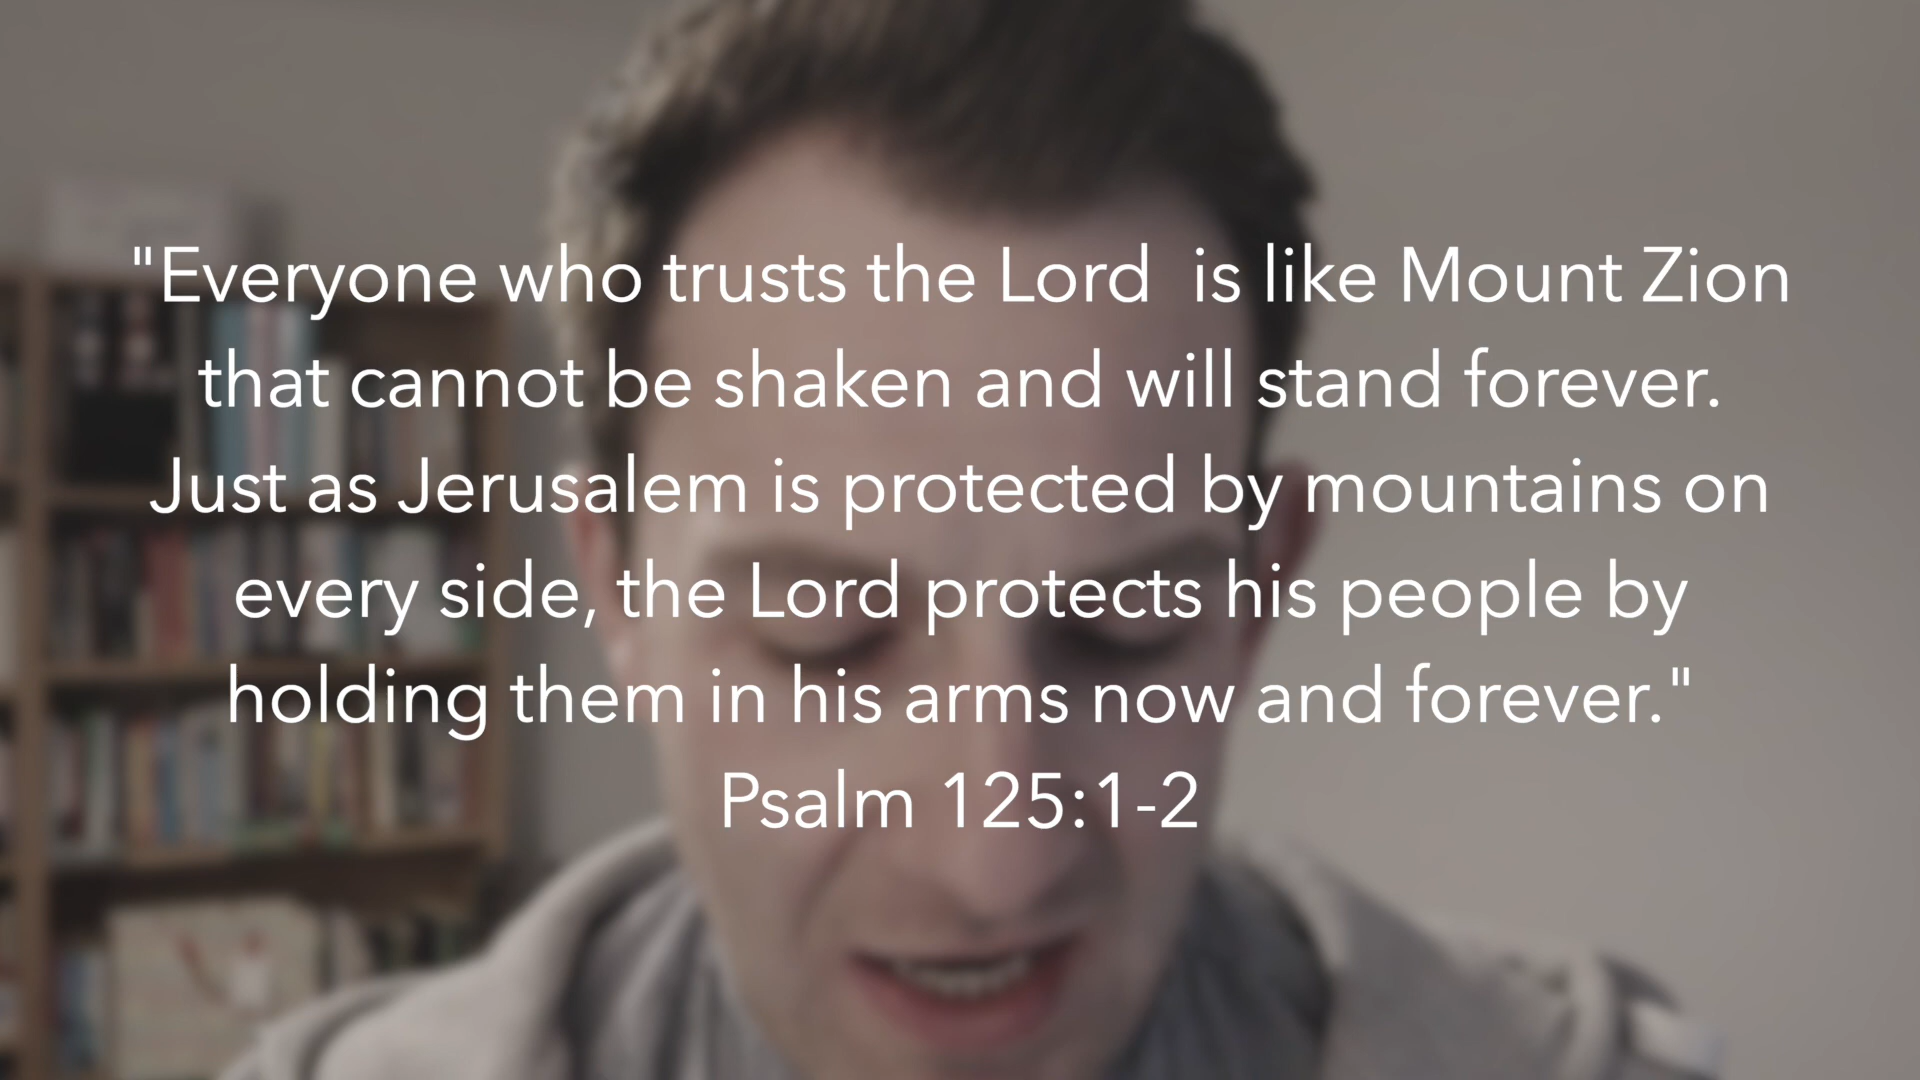 "Everyone who trusts the Lord  is like Mount Zion
that cannot be shaken and will stand forever.
Just as Jerusalem is protected by mountains on
every side, the Lord protects his people by
holding them in his arms now and forever."
Psalm 125:1-2